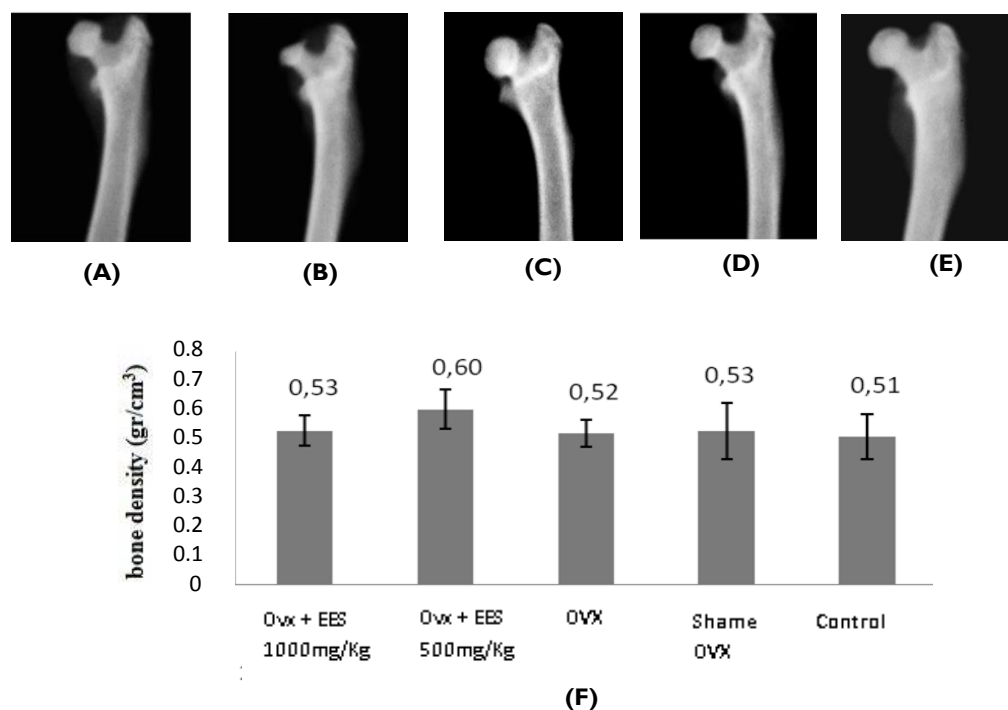 (A)
(B)
(C)
(D)
(E)
bone density (gr/cm³)
0.8
0.7
0.6
0.5
0.4
0.3
0.2
0.1
0
0,53
0,60
0,52
0,53
0,51
Ovx + EES
1000mg/Kg
Ovx + EES
500mg/Kg
OVX
Shame
OVX
Control
(F)